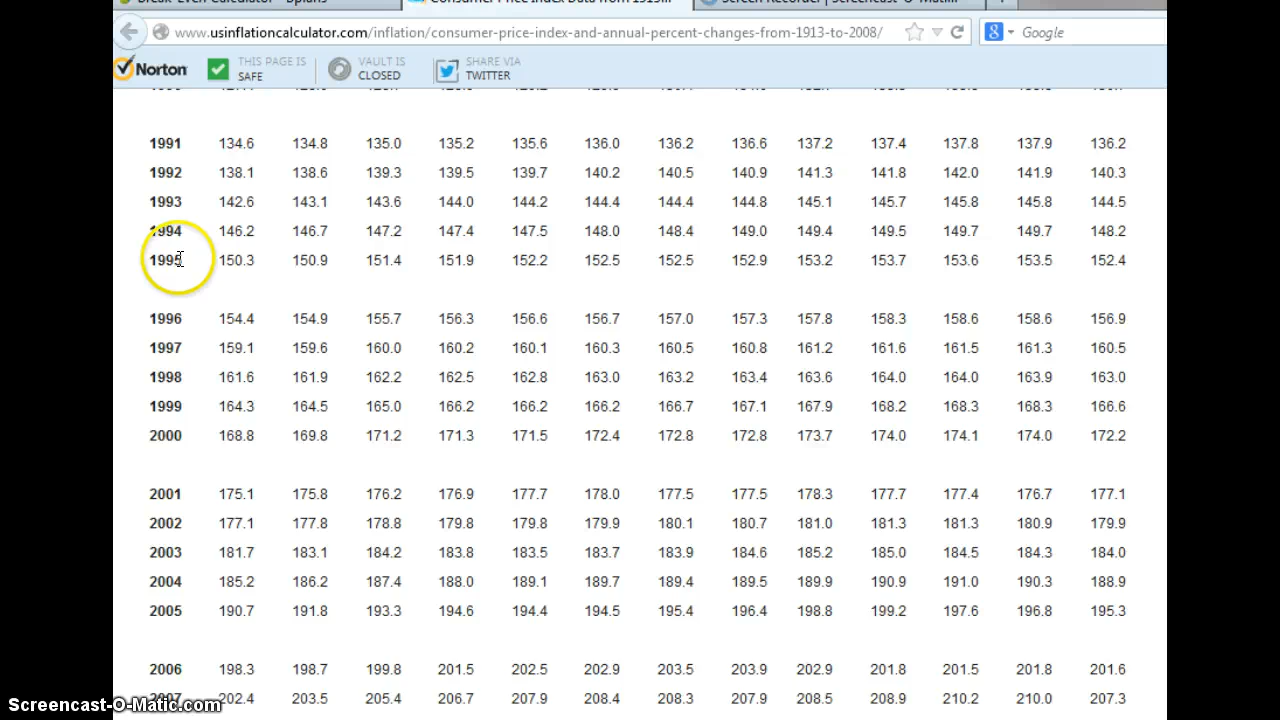 Consumer Price Index Data from 1913...
www.usinflationcalculator.com/inflation/consumer-price-index-and-annual-percent-changes-from-1913-to-2008/
Google
Norton
THIS PAGE IS
SAFE
VAULT IS
CLOSED
SHARE VIA
TWITTER
1991 134.6 134.8 135.0 135.2 135.6 136.0 136.2 136.6 137.2 137.4 137.8 137.9 136.2
1992 138.1 138.6 139.3 139.5 139.7 140.2 140.5 140.9 141.3 141.8 142.0 141.9 140.3
1993 142.6 143.1 143.6 144.0 144.2 144.4 144.4 144.8 145.1 145.7 145.8 145.8 144.5
1994 146.2 146.7 147.2 147.4 147.5 148.0 148.4 149.0 149.4 149.5 149.7 149.7 148.2
1995 150.3 150.9 151.4 151.9 152.2 152.5 152.5 152.9 153.2 153.7 153.6 153.5 152.4
1996 154.4 154.9 155.7 156.3 156.6 156.7 157.0 157.3 157.8 158.3 158.6 158.6 156.9
1997 159.1 159.6 160.0 160.2 160.1 160.3 160.5 160.8 161.2 161.6 161.5 161.3 160.5
1998 161.6 161.9 162.2 162.5 162.8 163.0 163.2 163.4 163.6 164.0 164.0 163.9 163.0
1999 164.3 164.5 165.0 166.2 166.2 166.2 166.7 167.1 167.9 168.2 168.3 168.3 166.6
2000 168.8 169.8 171.2 171.3 171.5 172.4 172.8 172.8 173.7 174.0 174.1 174.0 172.2
2001 175.1 175.8 176.2 176.9 177.7 178.0 177.5 177.5 178.3 177.7 177.4 176.7 177.1
2002 177.1 177.8 178.8 179.8 179.8 179.9 180.1 180.7 181.0 181.3 181.3 180.9 179.9
2003 181.7 183.1 184.2 183.8 183.5 183.7 183.9 184.6 185.2 185.0 184.5 184.3 184.0
2004 185.2 186.2 187.4 188.0 189.1 189.7 189.4 189.5 189.9 190.9 191.0 190.3 188.9
2005 190.7 191.8 193.3 194.6 194.4 194.5 195.4 196.4 198.8 199.2 197.6 196.8 195.3
2006 198.3 198.7 199.8 201.5 202.5 202.9 203.5 203.9 202.9 201.8 201.5 201.8 201.6
2007 202.4 203.5 205.4 206.7 207.9 208.4 208.3 207.9 208.5 208.9 210.2 210.0 207.3
Screencast-O-Matic.com